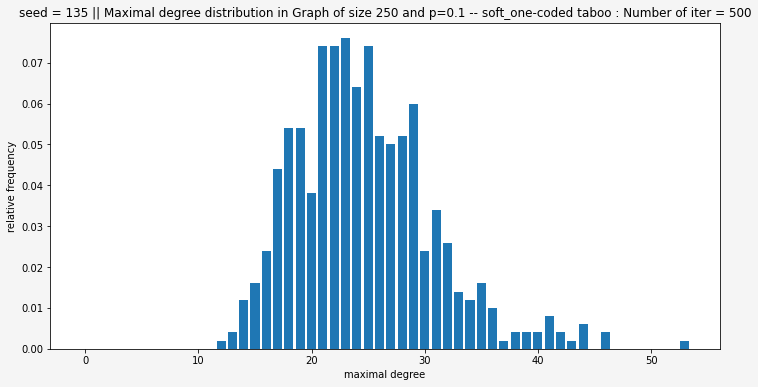 seed = 135 || Maximal degree distribution in Graph of size 250 and p=0.1 -- soft_one-coded taboo : Number of iter = 500
relative frequency
0.07
0.06
0.05
0.04
0.03
0.02
0.01
0.00
0 10 20 30 40 50
maximal degree